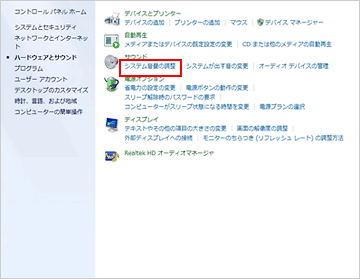 コントロール パネル ホーム
システムとセキュリティ
ネットワークとインターネット
ハードウェアとサウンド
プログラム
ユーザー アカウント
デスクトップのカスタマイズ
時計、言語、および地域
コンピューターの簡単操作
デバイスとプリンター
デバイスの追加 | プリンターの追加 | マウス | デバイス マネージャー
自動再生
メディアまたはデバイスの既定設定の変更 | CD または他のメディアの自動再生
サウンド
システム音量の調整 | システムが出す音の変更 | オーディオ デバイスの管理
電源オプション
省電力の設定の変更 | 電源ボタンの動作の変更
スリープ解除時のパスワードの要求
コンピューターがスリープ状態になる時間を変更 | 電源プランの選択
ディスプレイ
テキストやその他の項目の大きさの変更 | 画面の解像度の調整
外部ディスプレイへの接続 | モニターのちらつき (リフレッシュ レート) の調整方法
Realtek HD オーディオマネージャ